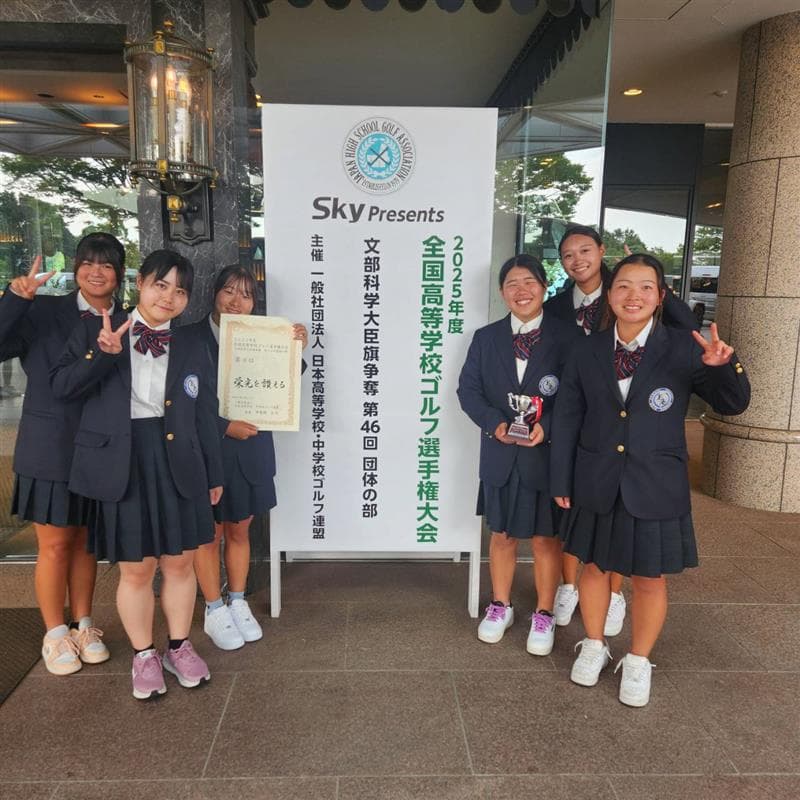 JAPAN HIGH SCHOOL GOLF ASSOCIATION
Sky Presents
2025年度
全国高等学校ゴルフ選手権大会
文部科学大臣旗争奪 第46回 団体の部
主催 一般社団法人 日本高等学校・中学校ゴルフ連盟
栄光を讃える